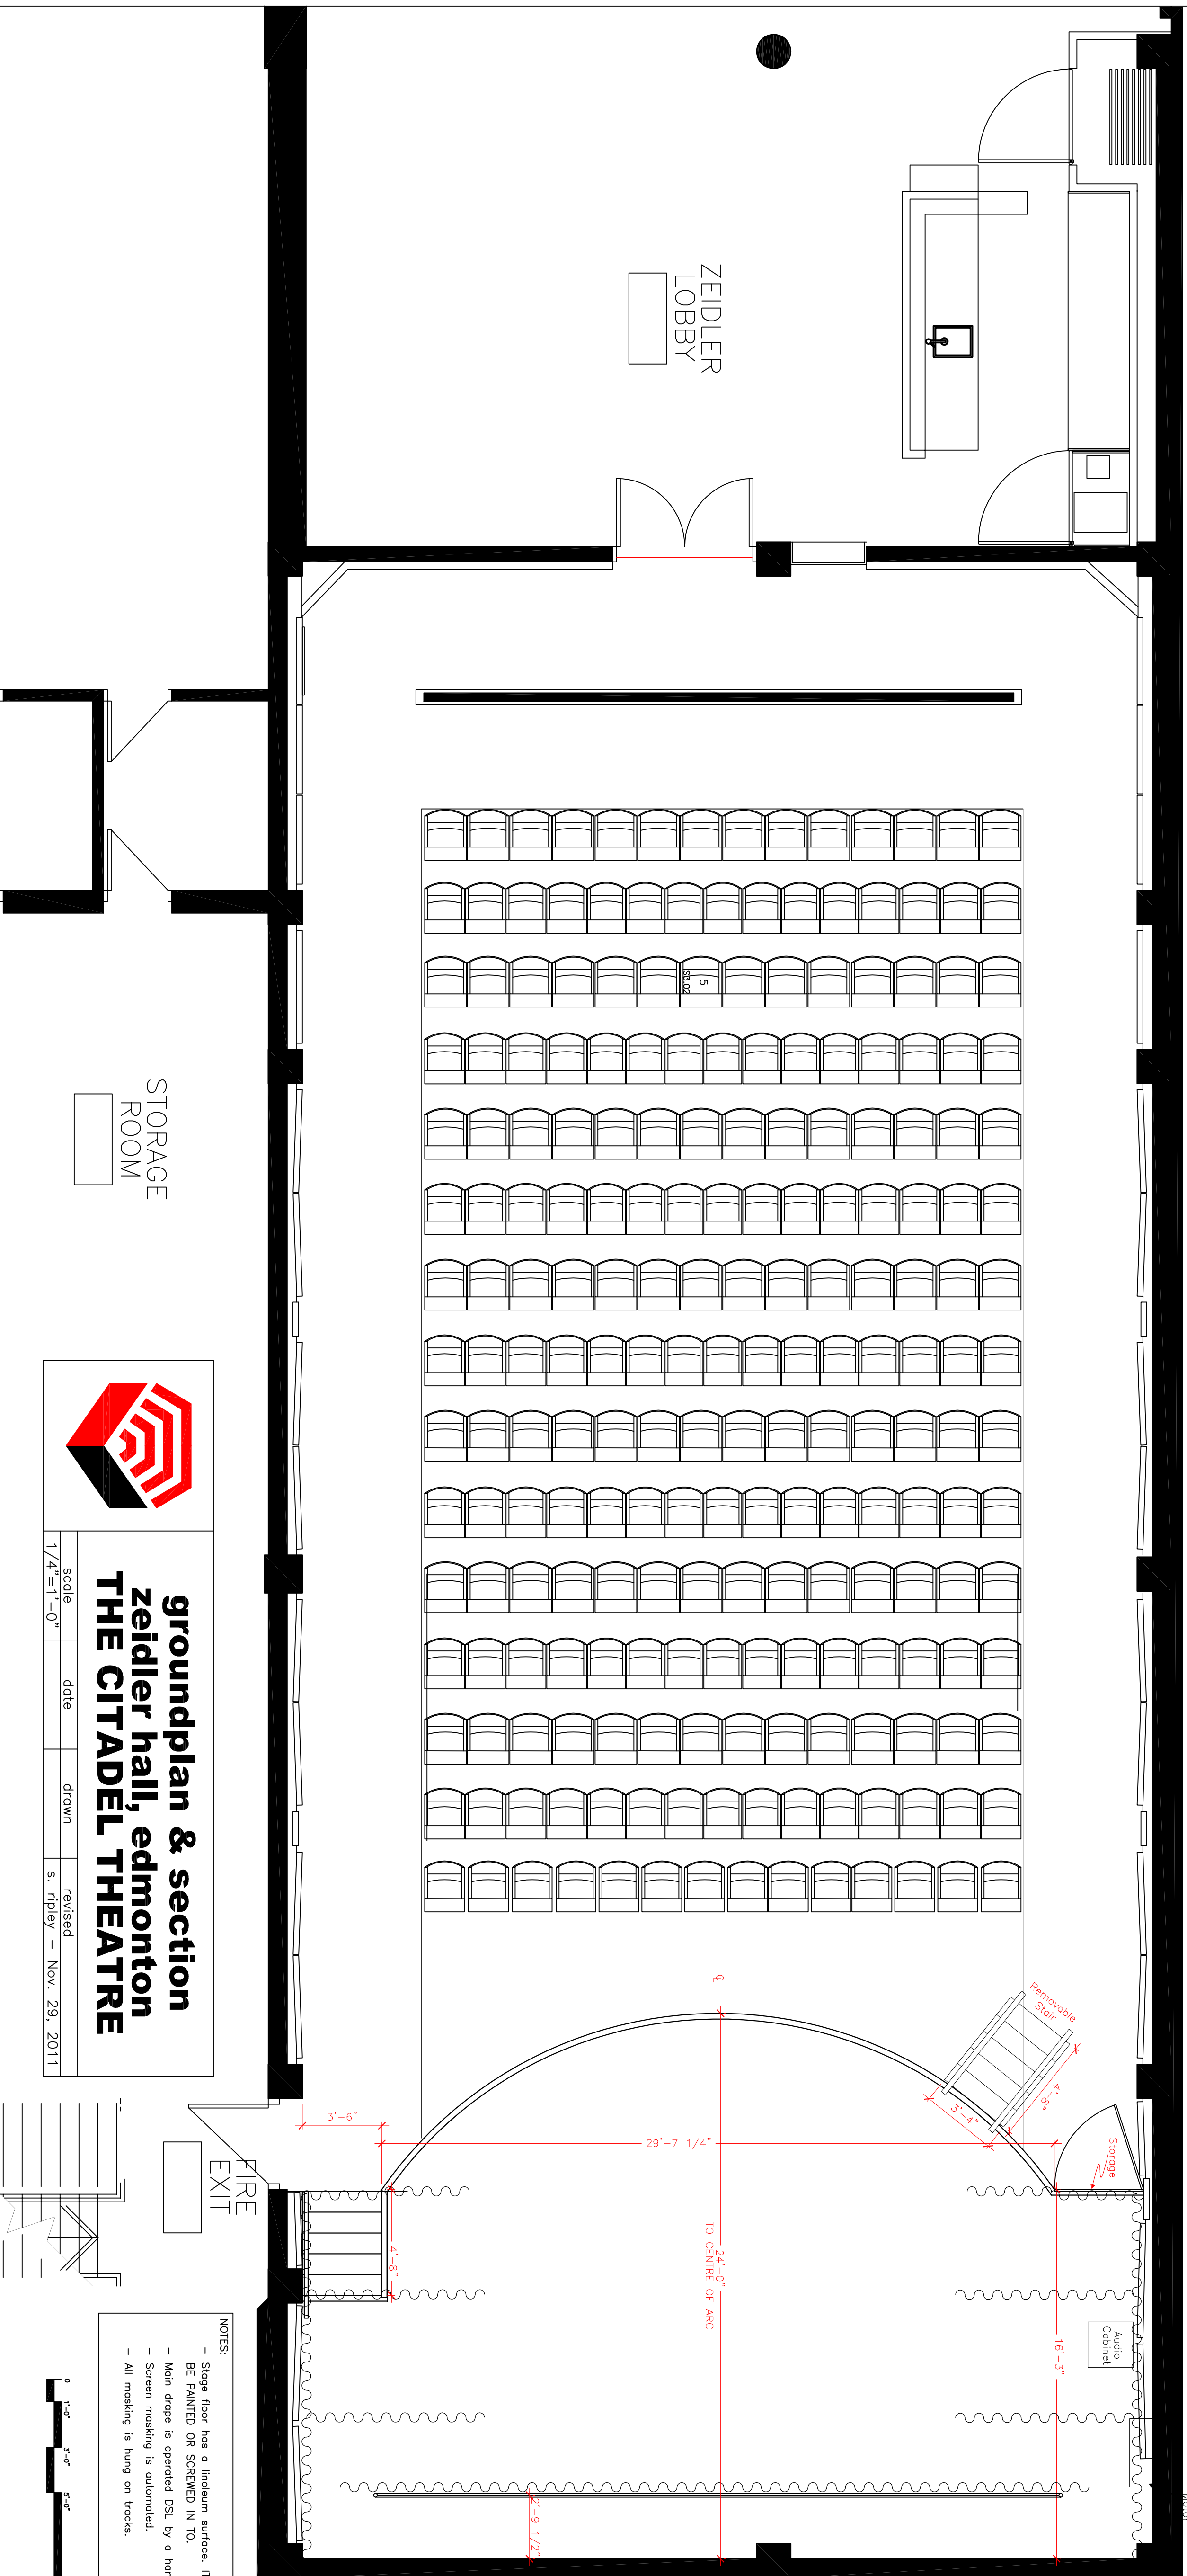 ZEIDLER
LOBBY
5
S3.02
STORAGE
ROOM
groundplan & section
zeidler hall, edmonton
THE CITADEL THEATRE
scale
date
drawn
revised
1/4"=1'-0"
s. ripley – Nov. 29, 2011
Removable
Stair
4'-8"
3'-4"
Storage
3'-6"
29'-7 1/4"
FIRE
EXIT
4'-8"
24'-0"
TO CENTRE OF ARC
16'-3"
Audio
Cabinet
2'-9 1/2"
NOTES:
– Stage floor has a linoleum surface.
BE PAINTED OR SCREWED IN TO.
– Main drape is operated DSL by a
– Screen masking is automated.
– All masking is hung on tracks.
0
1'-0"
3'-0"
5'-0"